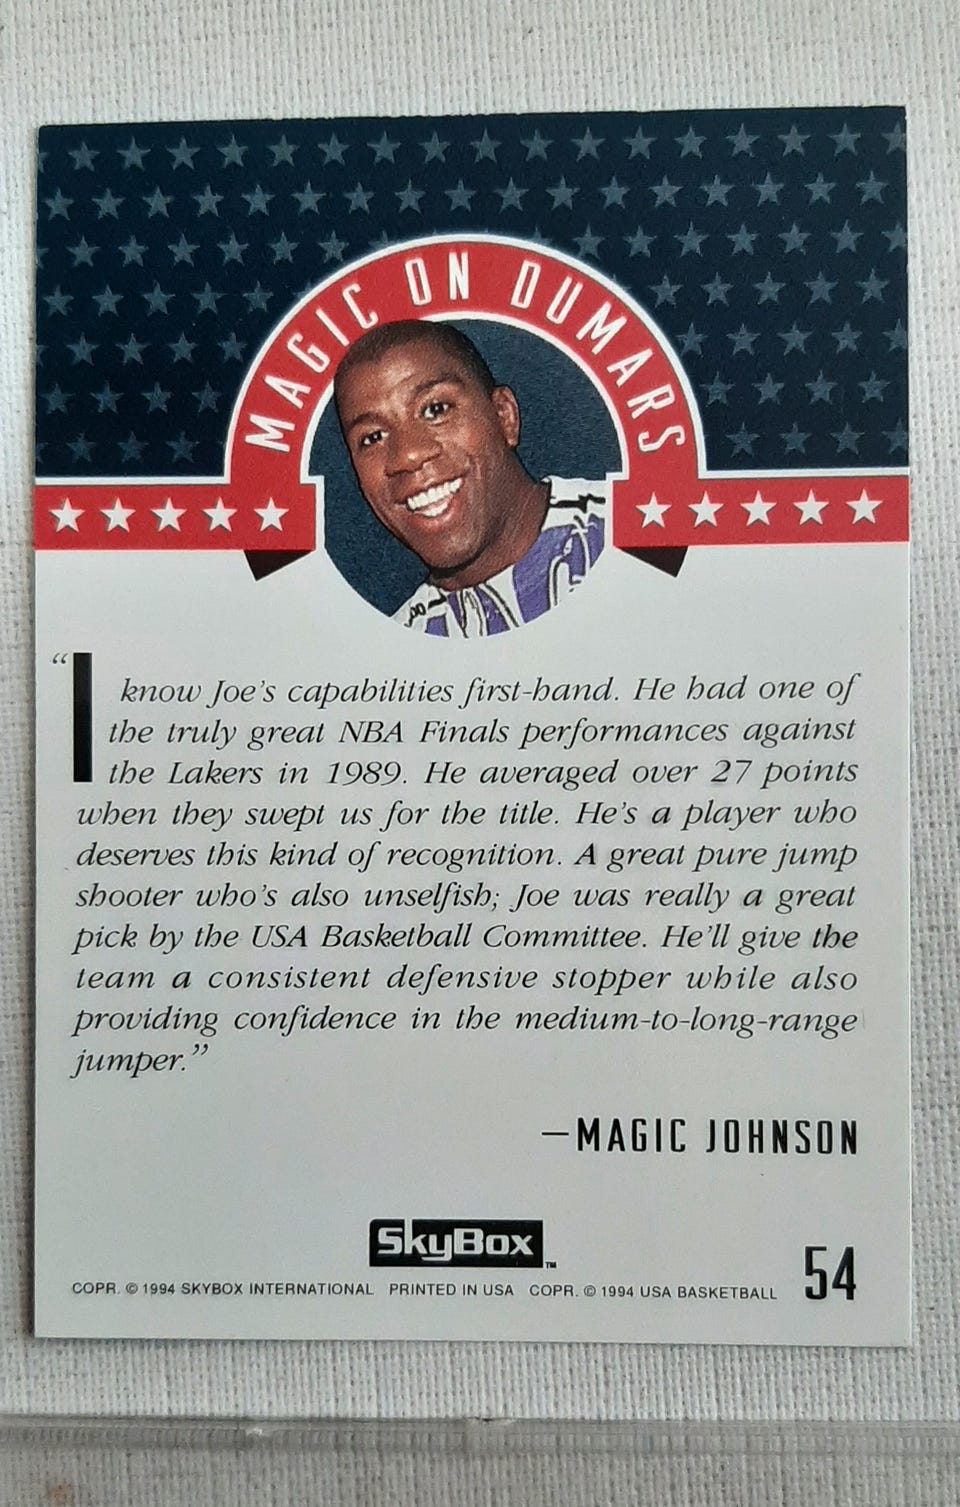 MAGIC ON DUMARS
“I know Joe's capabilities first-hand. He had one of
the truly great NBA Finals performances against
the Lakers in 1989. He averaged over 27 points
when they swept us for the title. He's a player who
deserves this kind of recognition. A great pure jump
shooter who's also unselfish; Joe was really a great
pick by the USA Basketball Committee. He'll give the
team a consistent defensive stopper while also
providing confidence in the medium-to-long-range
jumper.”
—MAGIC JOHNSON
SkyBox™
54
COPR. © 1994 SKYBOX INTERNATIONAL PRINTED IN USA COPR. © 1994 USA BASKETBALL